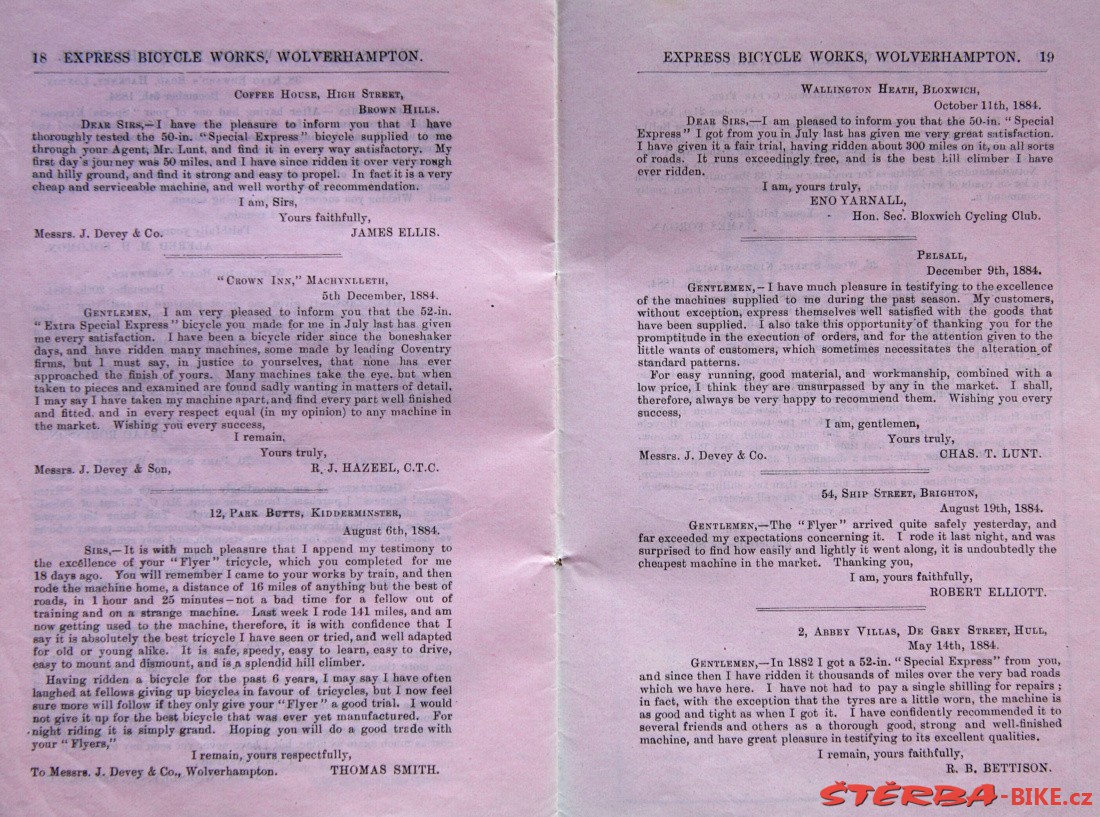 18 EXPRESS BICYCLE WORKS, WOLVERHAMPTON.
COFFEE HOUSE, HIGH STREET,
BROWN HILLS.
DEAR SIRS,—I have the pleasure to inform you that I have
thoroughly tested the 50-in. "Special Express" bicycle supplied to me
through your Agent, Mr. Lunt, and find it in every way satisfactory. My
first day's journey was 50 miles, and I have since ridden it over very rough
and hilly ground, and find it strong and easy to propel. In fact it is a very
cheap and serviceable machine, and well worthy of recommendation.
I am, Sirs,
Yours faithfully,
Messrs. J. Devey & Co. JAMES ELLIS.
"CROWN INN," MACHYNLLETH,
5th December, 1884.
GENTLEMEN, I am very pleased to inform you that the 52-in.
"Extra Special Express" bicycle you made for me in July last has given
me every satisfaction. I have been a bicycle rider since the boneshaker
days, and have ridden many machines, some made by leading Coventry
firms, but I must say, in justice to yourselves, that none has ever
approached the finish of yours. Many machines take the eye, but when
taken to pieces and examined are found sadly wanting in matters of detail.
I may say I have taken my machine apart, and find every part well finished
and fitted, and in every respect equal (in my opinion) to any machine in
the market. Wishing you every success,
I remain,
Yours truly,
Messrs. J. Devey & Son, R. J. HAZEEL, C.T.C.
12, PARK BUTTS, KIDDERMINSTER,
August 6th, 1884.
SIRS,—It is with much pleasure that I append my testimony to
the excellence of your "Flyer" tricycle, which you completed for me
18 days ago. You will remember I came to your works by train, and then
rode the machine home, a distance of 16 miles of anything but the best of
roads, in 1 hour and 25 minutes—not a bad time for a fellow out of
training and on a strange machine. Last week I rode 141 miles, and am
now getting used to the machine, therefore, it is with confidence that I
say it is absolutely the best tricycle I have seen or tried, and well adapted
for old or young alike. It is safe, speedy, easy to learn, easy to drive,
easy to mount and dismount, and is a splendid hill climber.
Having ridden a bicycle for the past 6 years, I may say I have often
laughed at fellows giving up bicycles in favour of tricycles, but I now feel
sure more will follow if they only give your "Flyer" a good trial. I would
not give it up for the best bicycle that was ever yet manufactured. For
night riding it is simply grand. Hoping you will do a good trade with
your "Flyers,"
I remain, yours respectfully,
To Messrs. J. Devey & Co., Wolverhampton. THOMAS SMITH.
EXPRESS BICYCLE WORKS, WOLVERHAMPTON. 19
WALLINGTON HEATH, BLOXWICH,
October 11th, 1884.
DEAR SIRS,—I am pleased to inform you that the 50-in. "Special
Express" I got from you in July last has given me very great satisfaction.
I have given it a fair trial, having ridden about 300 miles on it, on all sorts
of roads. It runs exceedingly free, and is the best hill climber I have
ever ridden.
I am, yours truly,
ENO YARNALL,
Hon. Sec. Bloxwich Cycling Club.
PELSALL,
December 9th, 1884.
GENTLEMEN,—I have much pleasure in testifying to the excellence
of the machines supplied to me during the past season. My customers,
without exception, express themselves well satisfied with the goods that
have been supplied. I also take this opportunity of thanking you for the
promptitude in the execution of orders, and for the attention given to the
little wants of customers, which sometimes necessitates the alteration of
standard patterns.
For easy running, good material, and workmanship, combined with a
low price, I think they are unsurpassed by any in the market. I shall,
therefore, always be very happy to recommend them. Wishing you every
success,
I am, gentlemen,
Yours truly,
Messrs. J. Devey & Co. CHAS. T. LUNT.
54, SHIP STREET, BRIGHTON,
August 19th, 1884.
GENTLEMEN,—The "Flyer" arrived quite safely yesterday, and
far exceeded my expectations concerning it. I rode it last night, and was
surprised to find how easily and lightly it went along, it is undoubtedly the
cheapest machine in the market. Thanking you,
I am, yours faithfully,
ROBERT ELLIOTT.
2, ABBEY VILLAS, DE GREY STREET, HULL,
May 14th, 1884.
GENTLEMEN,—In 1882 I got a 52-in. "Special Express" from you,
and since then I have ridden it thousands of miles over the very bad roads
which we have here. I have not had to pay a single shilling for repairs;
in fact, with the exception that the tyres are a little worn, the machine is
as good and tight as when I got it. I have confidently recommended it to
several friends and others as a thorough good, strong and well-finished
machine, and have great pleasure in testifying to its excellent qualities.
I remain, yours faithfully,
R. B. BETTISON.
ŠTĚRBA-BIKE.cz